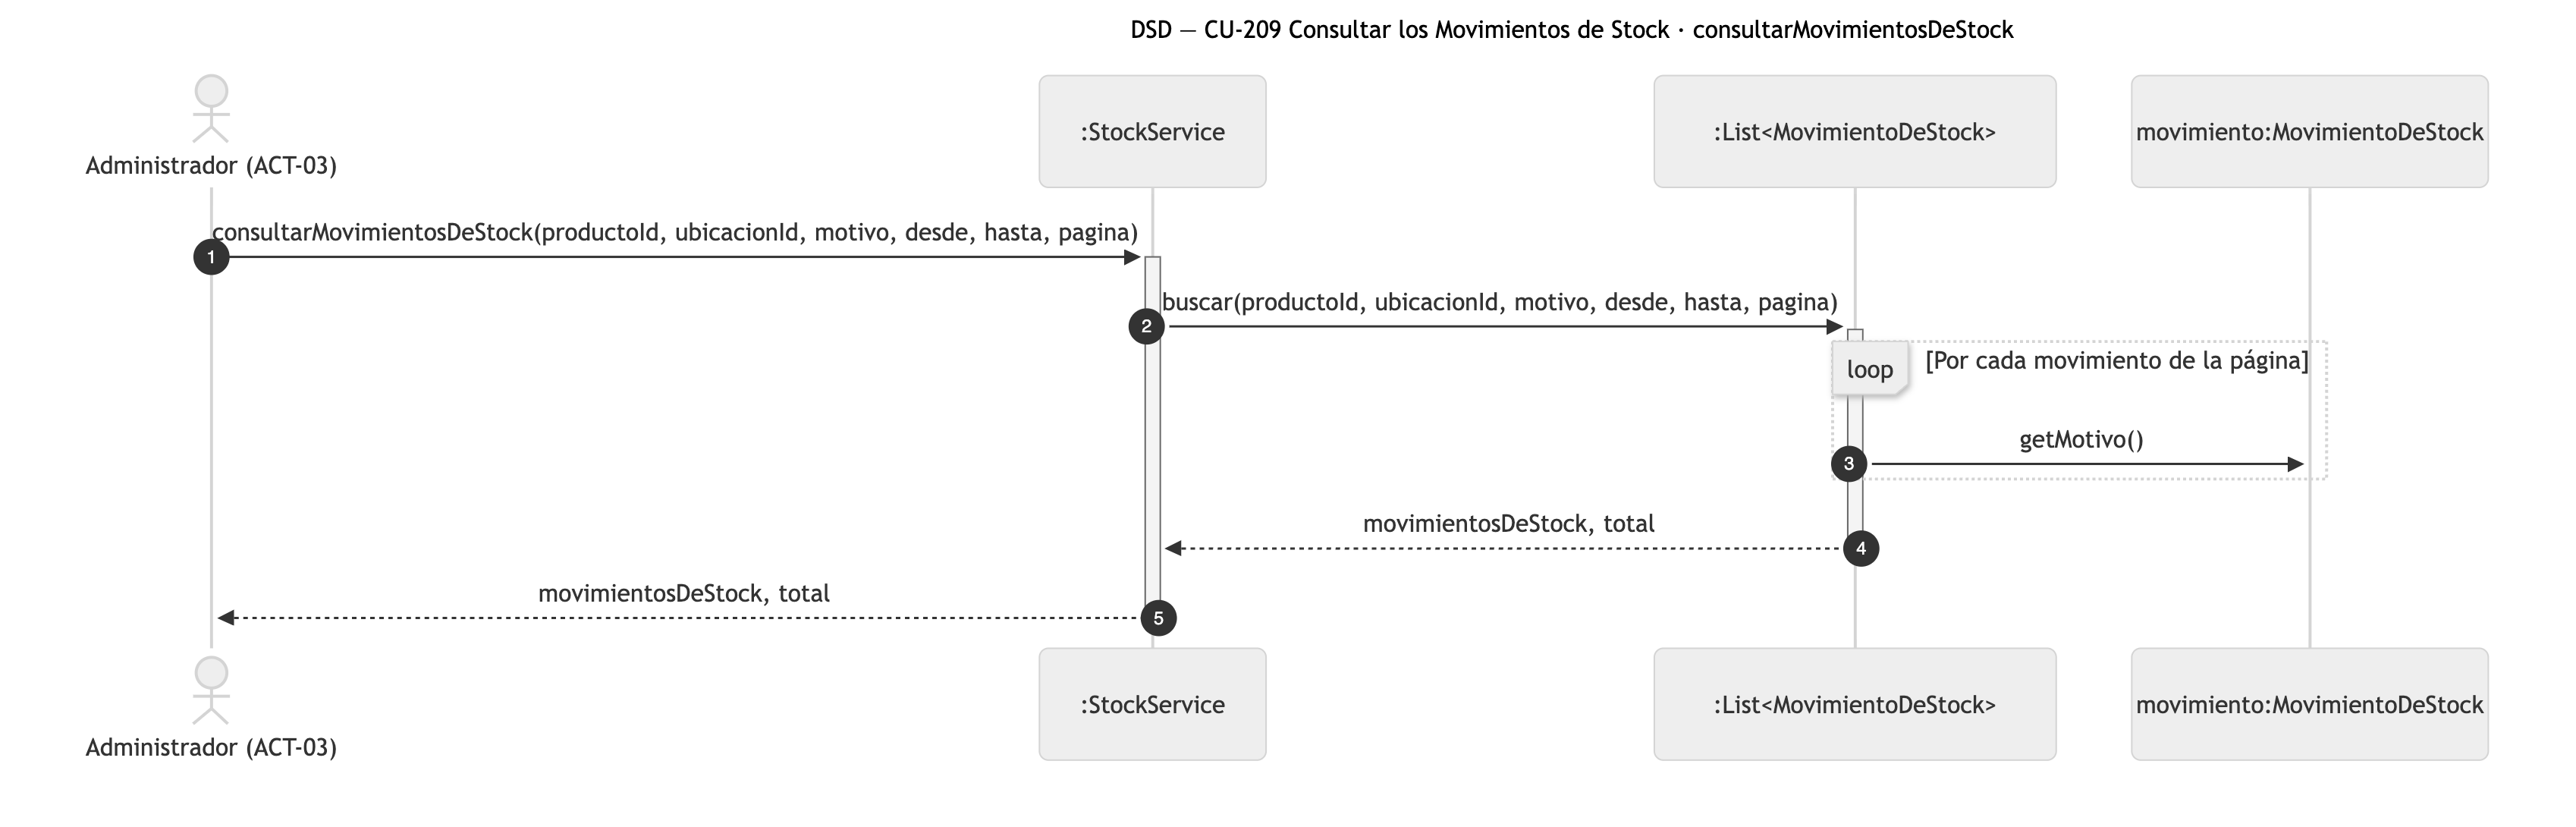 DSD — CU-209 Consultar los Movimientos de Stock · consultarMovimientosDeStock
Administrador (ACT-03)
:StockService
:List<MovimientoDeStock>
movimiento:MovimientoDeStock
consultarMovimientosDeStock(productoId, ubicacionId, motivo, desde, hasta, pagina)
1
buscar(productoId, ubicacionId, motivo, desde, hasta, pagina)
2
loop
[Por cada movimiento de la página]
getMotivo()
3
movimientosDeStock, total
4
movimientosDeStock, total
5
Administrador (ACT-03)
:StockService
:List<MovimientoDeStock>
movimiento:MovimientoDeStock